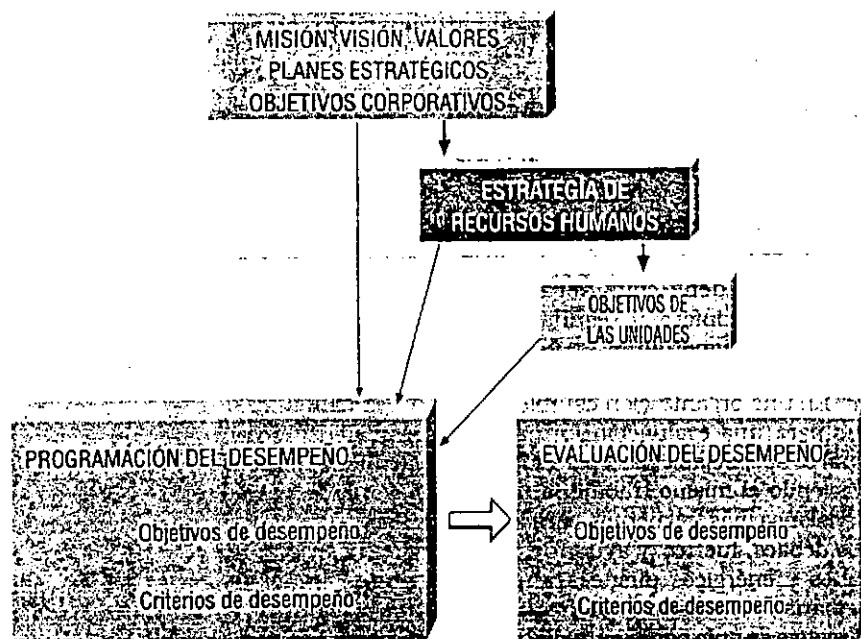 MISIÓN, VISIÓN, VALORES
PLANES ESTRATÉGICOS
OBJETIVOS CORPORATIVOS
ESTRATEGIA DE
RECURSOS HUMANOS
OBJETIVOS DE
LAS UNIDADES
PROGRAMACIÓN DEL DESEMPEÑO
Objetivos de desempeño
Criterios de desempeño
EVALUACIÓN DEL DESEMPEÑO
Objetivos de desempeño
Criterios de desempeño